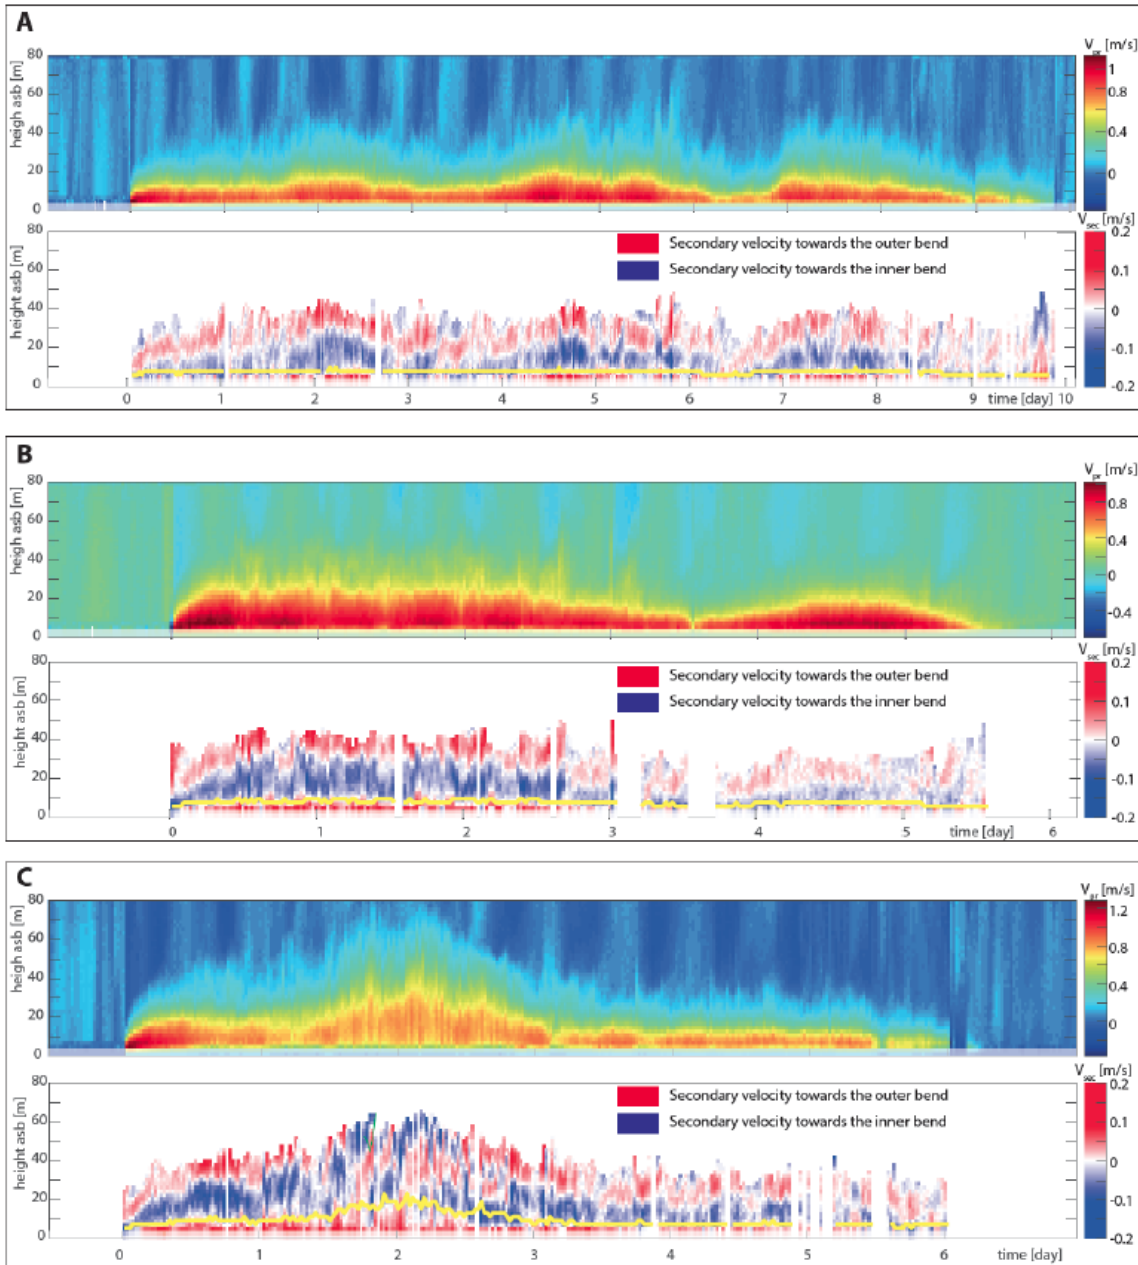 A
V_pr [m/s]
heigh asb [m]
80
60
40
20
0
1
0.8
0.4
0
V_sec [m/s]
height asb [m]
80
60
40
20
0
Secondary velocity towards the outer bend
Secondary velocity towards the inner bend
0.2
0.1
0
-0.1
-0.2
0 1 2 3 4 5 6 7 8 9 time [day] 10
B
V_pr [m/s]
heigh asb [m]
80
60
40
20
0
0.8
0.4
0
-0.4
V_sec [m/s]
height asb [m]
80
60
40
20
0
Secondary velocity towards the outer bend
Secondary velocity towards the inner bend
0.2
0.1
0
-0.1
-0.2
0 1 2 3 4 5 time [day] 6
C
V_pr [m/s]
heigh asb [m]
80
60
40
20
0
1.2
0.8
0.4
0
V_sec [m/s]
height asb [m]
80
60
40
20
0
Secondary velocity towards the outer bend
Secondary velocity towards the inner bend
0.2
0.1
0
-0.1
-0.2
0 1 2 3 4 5 6 time [day]